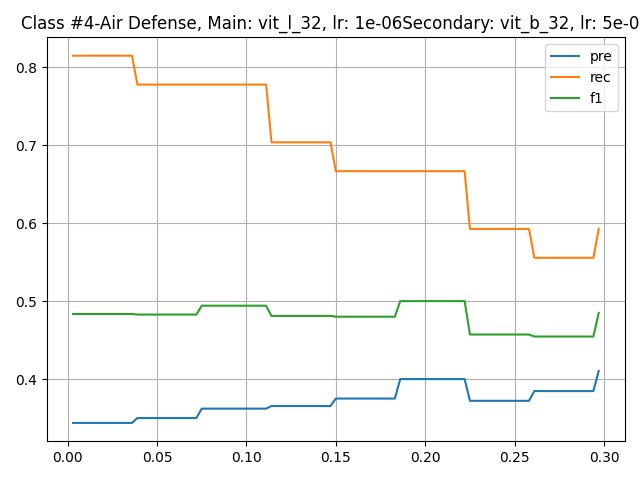 Class #4-Air Defense, Main: vit_l_32, lr: 1e-06Secondary: vit_b_32, lr: 5e-0
pre
rec
f1
0.8
0.7
0.6
0.5
0.4
0.00 0.05 0.10 0.15 0.20 0.25 0.30